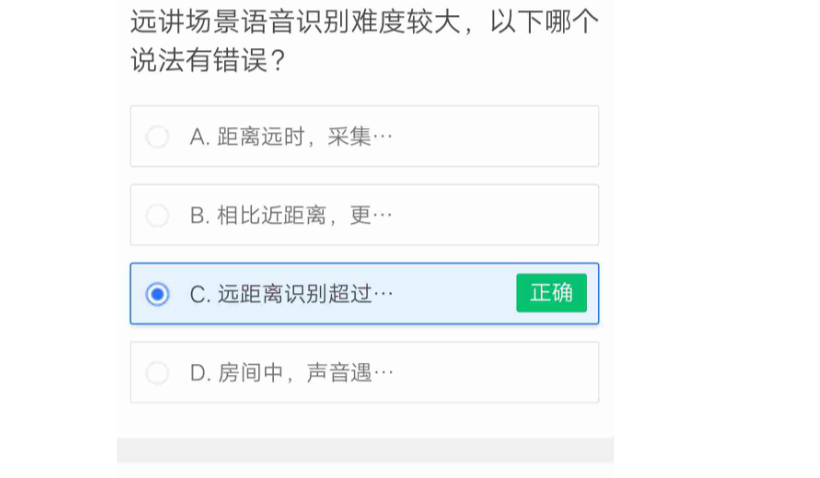 远讲场景语音识别难度较大，以下哪个
说法有错误？
A. 距离远时，采集…
B. 相比近距离，更…
C. 远距离识别超过…
正确
D. 房间中，声音遇…